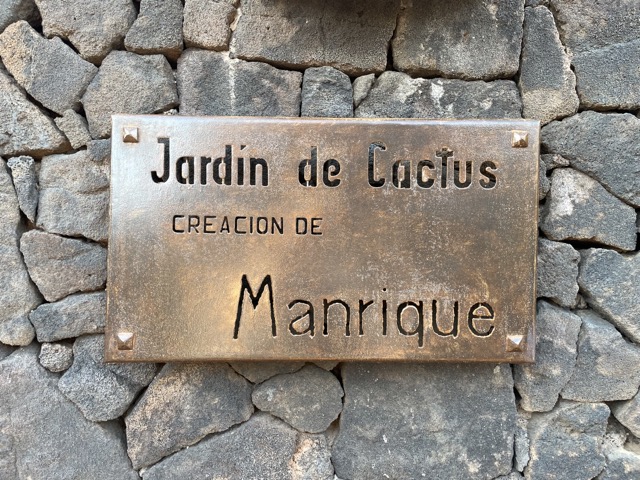 Jardín de Cactus
CREACION DE
Manrique